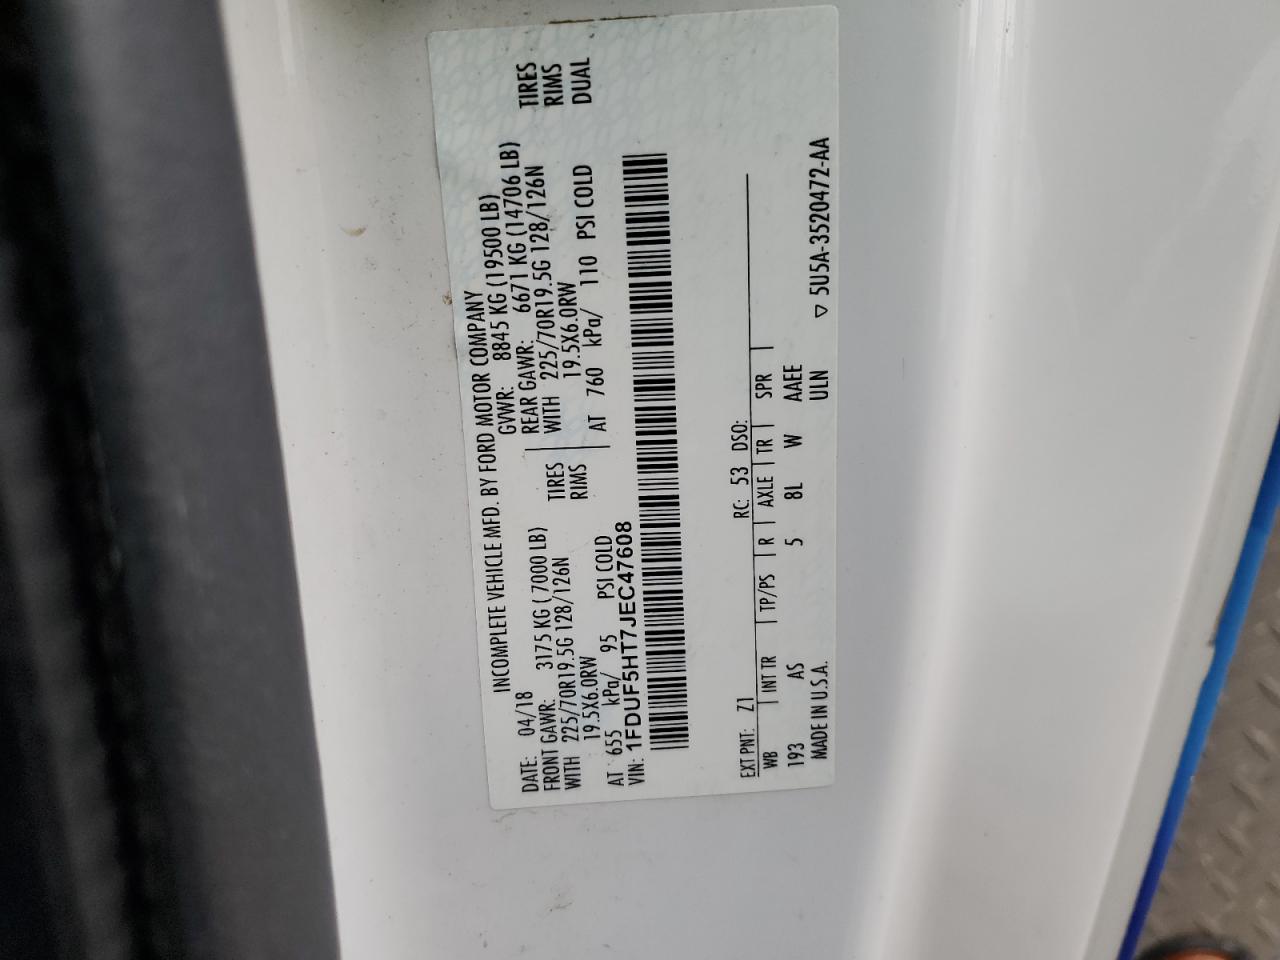 INCOMPLETE VEHICLE MFD. BY FORD MOTOR COMPANY
DATE: 04/18 GVWR: 8845 KG (19500 LB)
FRONT GAWR: 3175 KG ( 7000 LB) REAR GAWR: 6671 KG (14706 LB)
WITH 225/70R19.5G 128/126N TIRES WITH 225/70R19.5G 128/126N TIRES
19.5X6.0RW RIMS 19.5X6.0RW RIMS
AT 655 kPa/ 95 PSI COLD AT 760 kPa/ 110 PSI COLD DUAL
VIN: 1FDUF5HT7JEC47608
EXT PNT: Z1 RC: 53 DSO:
WB | INT TR | TP/PS | R | AXLE | TR | SPR |
193 AS 5 8L W AAEE
MADE IN U.S.A. ULN ▽ 5U5A-3520472-AA